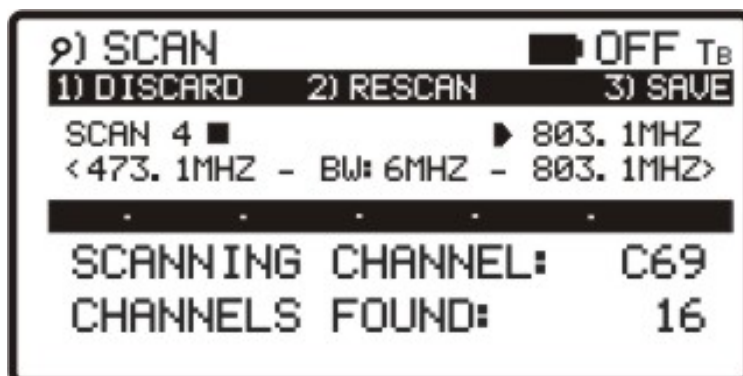 SCAN OFF TB
1) DISCARD 2) RESCAN 3) SAVE
SCAN 4 803.1MHZ
<473.1MHZ - BW:6MHZ - 803.1MHZ>
SCANNING CHANNEL: C69
CHANNELS FOUND: 16